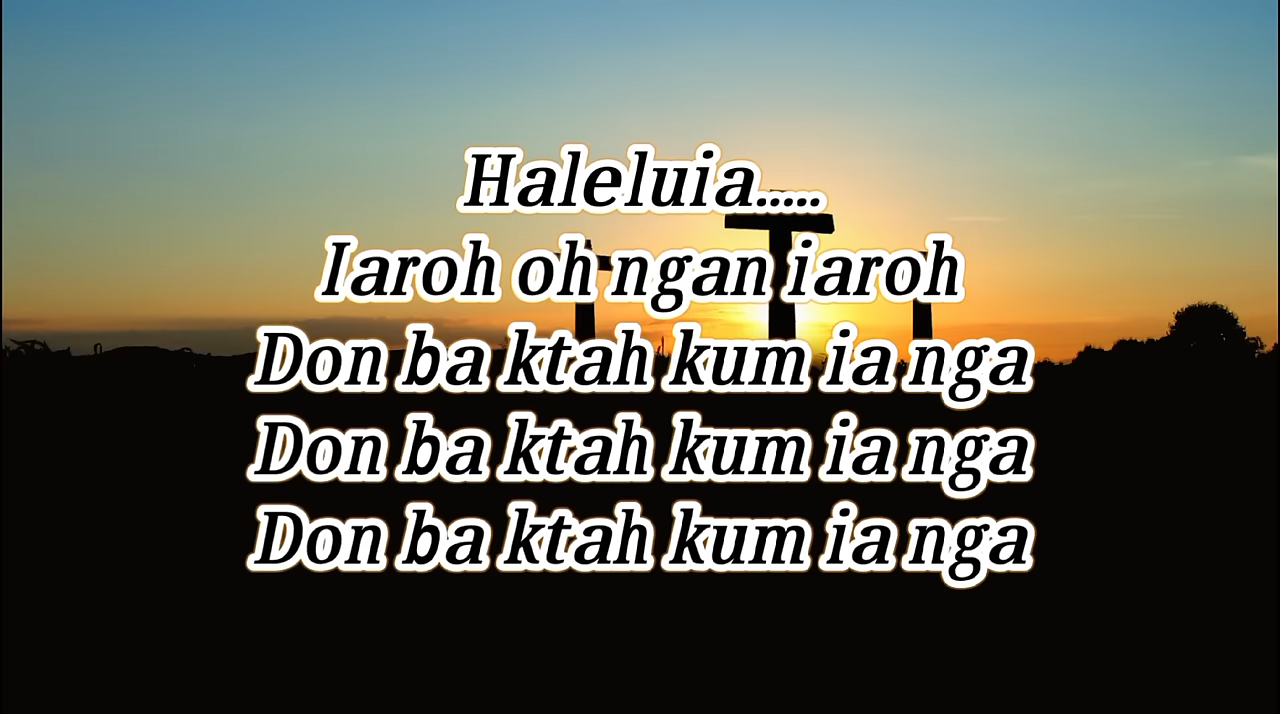 Haleluia.....
Iaroh oh ngan iaroh
Don ba ktah kum ia nga
Don ba ktah kum ia nga
Don ba ktah kum ia nga